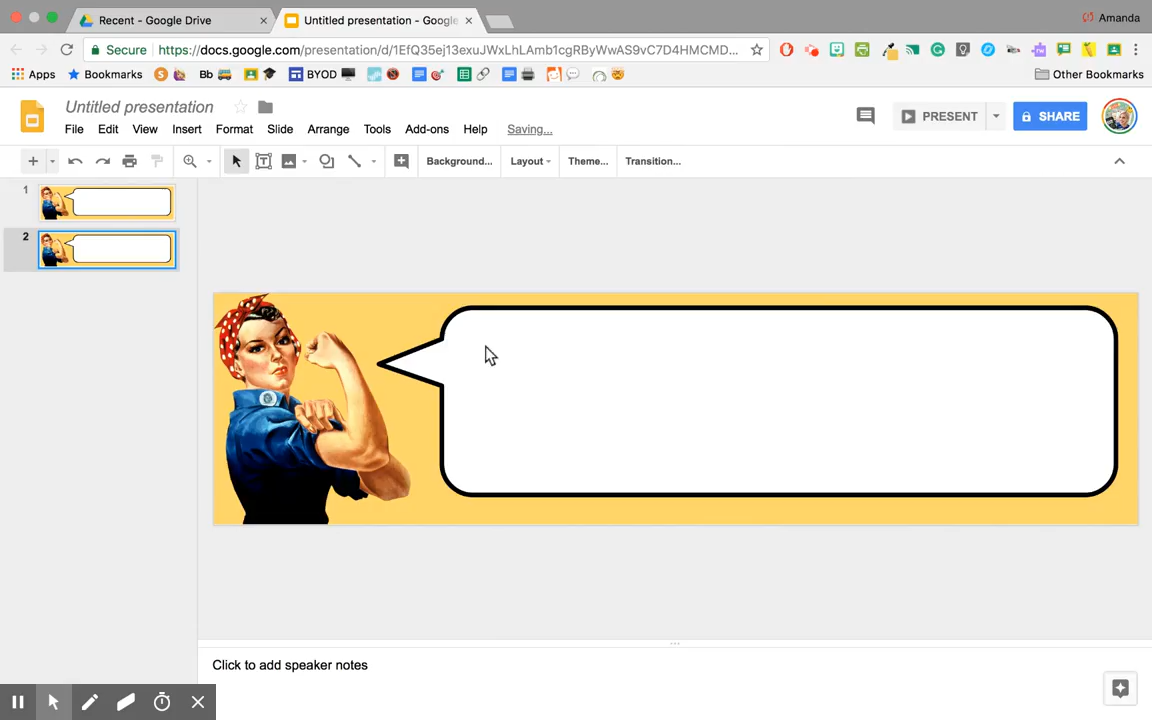 Recent - Google Drive
Untitled presentation - Google
Amanda
Secure
https://docs.google.com/presentation/d/1EfQ35ej13exuJWxLhLAmb1cgRByWwAS9vC7D4HMCMD...
Apps
Bookmarks
Bb
BYOD
Other Bookmarks
Untitled presentation
File Edit View Insert Format Slide Arrange Tools Add-ons Help Saving...
PRESENT
SHARE
Background... Layout Theme... Transition...
1
2
Click to add speaker notes